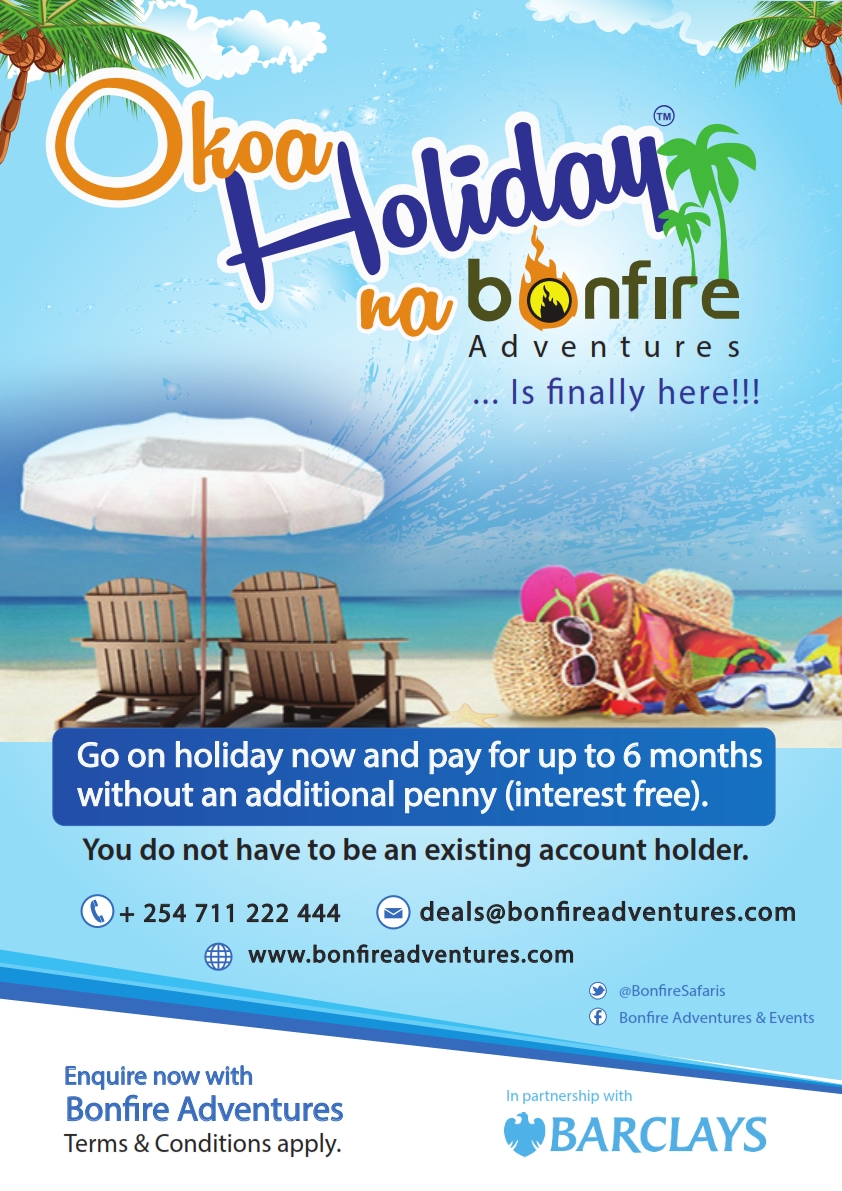 Okoa
Holiday
TM
na bonfire
Adventures
... Is finally here!!!
Go on holiday now and pay for up to 6 months
without an additional penny (interest free).
You do not have to be an existing account holder.
+ 254 711 222 444 deals@bonfireadventures.com
www.bonfireadventures.com
@BonfireSafaris
Bonfire Adventures & Events
Enquire now with
Bonfire Adventures
Terms & Conditions apply.
In partnership with
BARCLAYS